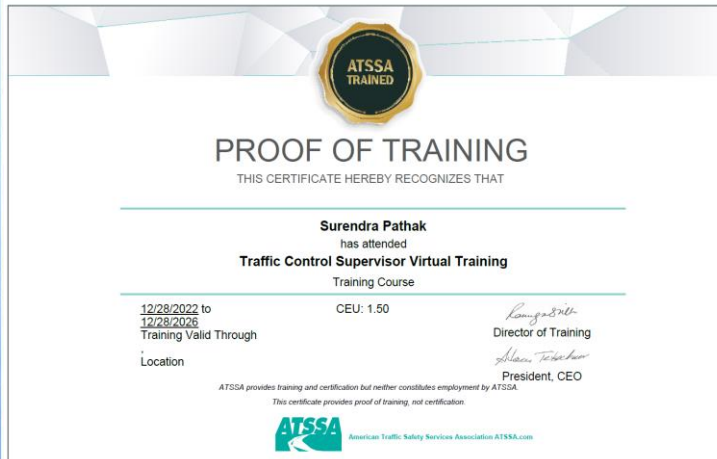 ATSSA
TRAINED
PROOF OF TRAINING
THIS CERTIFICATE HEREBY RECOGNIZES THAT
Surendra Pathak
has attended
Traffic Control Supervisor Virtual Training
Training Course
12/28/2022 to
12/28/2026
Training Valid Through
CEU: 1.50
,
Location
Director of Training
President, CEO
ATSSA provides training and certification but neither constitutes employment by ATSSA.
This certificate provides proof of training, not certification.
ATSSA
American Traffic Safety Services Association ATSSA.com